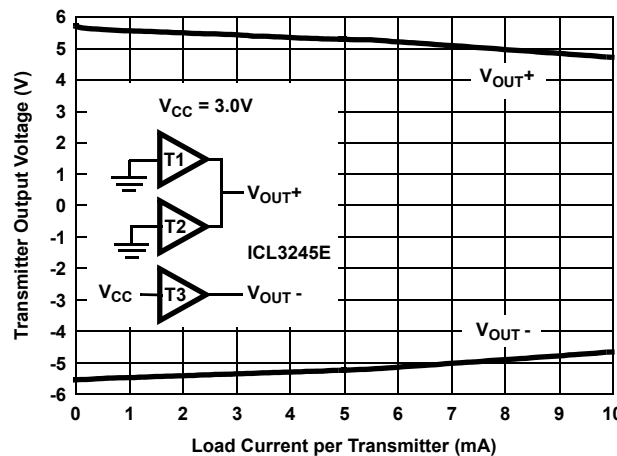 Transmitter Output Voltage (V)
6
5
4
3
2
1
0
-1
-2
-3
-4
-5
-6
VOUT+
VCC = 3.0V
T1
VOUT+
T2
ICL3245E
VCC
T3
VOUT -
VOUT -
0 1 2 3 4 5 6 7 8 9 10
Load Current per Transmitter (mA)